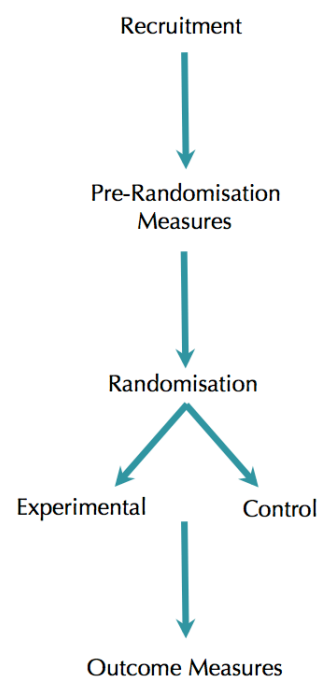 Recruitment
Pre-Randomisation
Measures
Randomisation
Experimental
Control
Outcome Measures